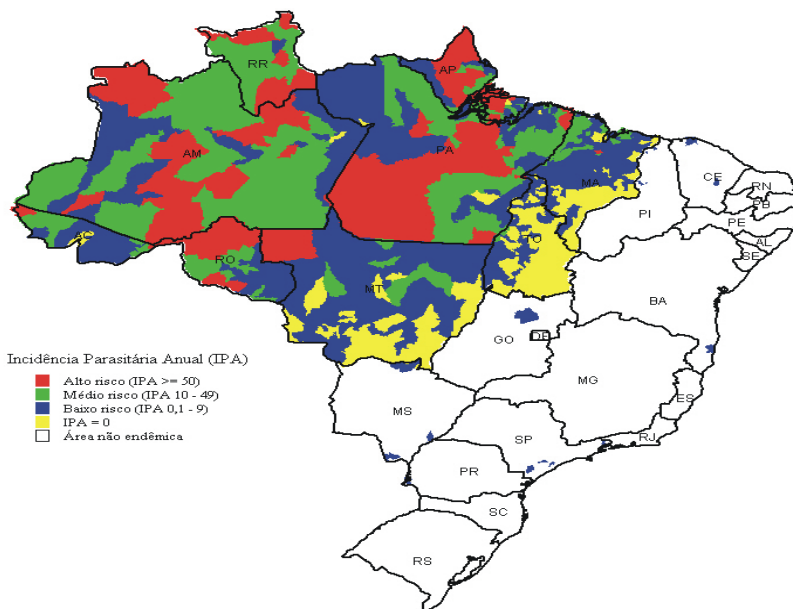 RR
AP
AM
PA
MA
CE
RN
PB
PI
PE
AC
TO
AL
SE
RO
MT
BA
GO
DF
MG
Incidência Parasitária Anual (IPA)
Alto risco (IPA >= 50)
Médio risco (IPA 10 - 49)
Baixo risco (IPA 0,1 - 9)
IPA = 0
Área não endêmica
MS
ES
SP
RJ
PR
SC
RS